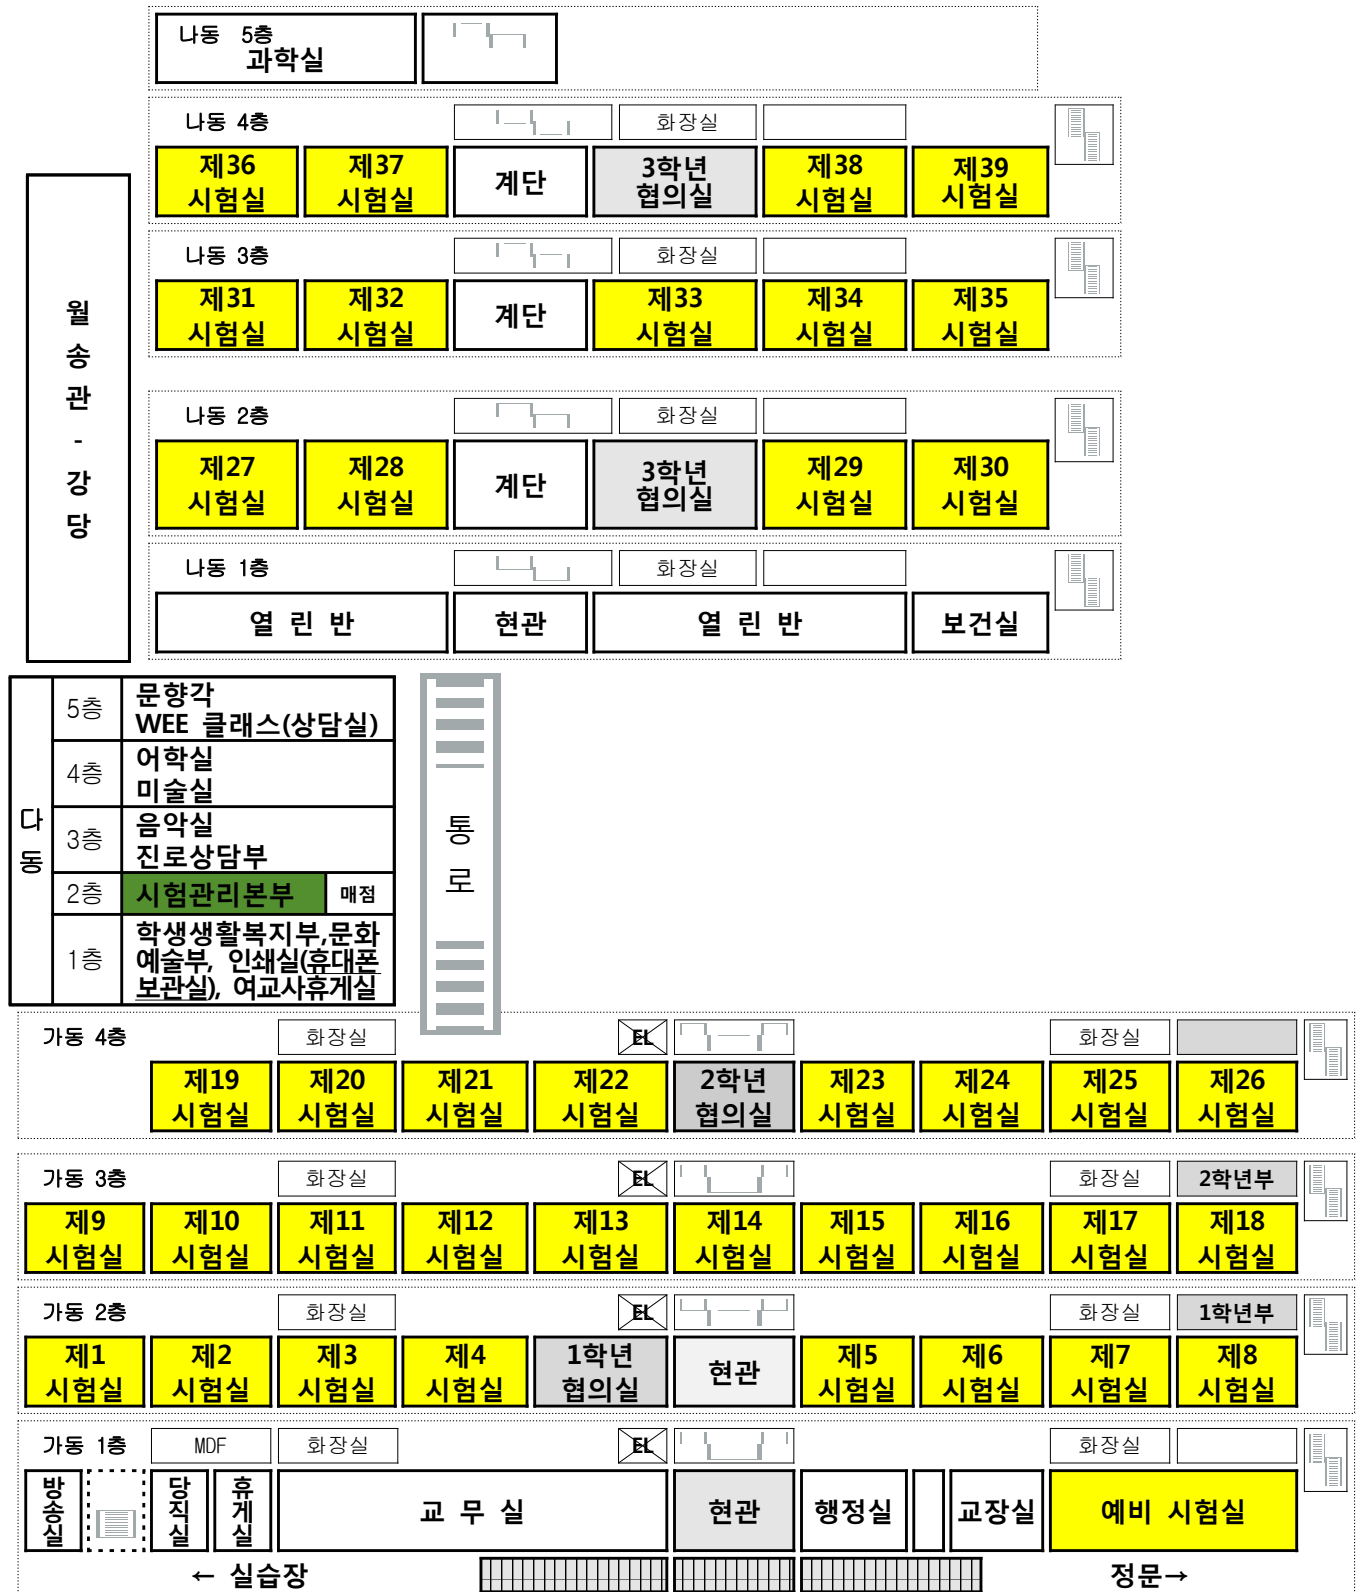 나동 5층
과학실
나동 4층
화장실
제36
시험실
제37
시험실
계단
3학년
협의실
제38
시험실
제39
시험실
나동 3층
화장실
제31
시험실
제32
시험실
계단
제33
시험실
제34
시험실
제35
시험실
월
송
관
-
강
당
나동 2층
화장실
제27
시험실
제28
시험실
계단
3학년
협의실
제29
시험실
제30
시험실
나동 1층
화장실
열 린 반
현관
열 린 반
보건실
다
동
5층
문향각
WEE 클래스(상담실)
4층
어학실
미술실
3층
음악실
진로상담부
2층
시험관리본부
매점
1층
학생생활복지부,문화
예술부, 인쇄실(휴대폰
보관실), 여교사휴게실
통
로
가동 4층
화장실
EL
화장실
제19
시험실
제20
시험실
제21
시험실
제22
시험실
2학년
협의실
제23
시험실
제24
시험실
제25
시험실
제26
시험실
가동 3층
화장실
EL
화장실
2학년부
제9
시험실
제10
시험실
제11
시험실
제12
시험실
제13
시험실
제14
시험실
제15
시험실
제16
시험실
제17
시험실
제18
시험실
가동 2층
화장실
EL
화장실
1학년부
제1
시험실
제2
시험실
제3
시험실
제4
시험실
1학년
협의실
현관
제5
시험실
제6
시험실
제7
시험실
제8
시험실
가동 1층
MDF
화장실
EL
화장실
방
송
실
당
직
실
휴
게
실
교 무 실
현관
행정실
교장실
예비 시험실
← 실습장
정문→